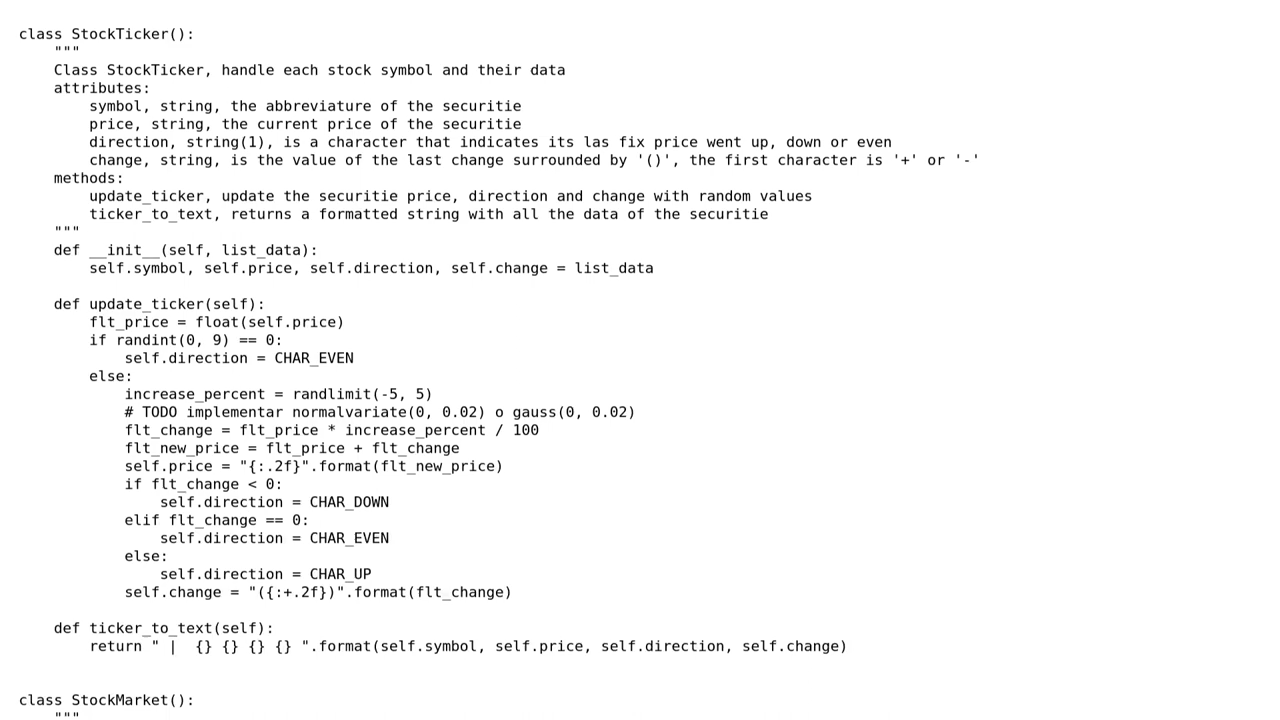 class StockTicker():
    """
    Class StockTicker, handle each stock symbol and their data
    attributes:
        symbol, string, the abbreviature of the securitie
        price, string, the current price of the securitie
        direction, string(1), is a character that indicates its las fix price went up, down or even
        change, string, is the value of the last change surrounded by '()', the first character is '+' or '-'
    methods:
        update_ticker, update the securitie price, direction and change with random values
        ticker_to_text, returns a formatted string with all the data of the securitie
    """
    def __init__(self, list_data):
        self.symbol, self.price, self.direction, self.change = list_data

    def update_ticker(self):
        flt_price = float(self.price)
        if randint(0, 9) == 0:
            self.direction = CHAR_EVEN
        else:
            increase_percent = randlimit(-5, 5)
            # TODO implementar normalvariate(0, 0.02) o gauss(0, 0.02)
            flt_change = flt_price * increase_percent / 100
            flt_new_price = flt_price + flt_change
            self.price = "{:.2f}".format(flt_new_price)
            if flt_change < 0:
                self.direction = CHAR_DOWN
            elif flt_change == 0:
                self.direction = CHAR_EVEN
            else:
                self.direction = CHAR_UP
            self.change = "({:+.2f})".format(flt_change)

    def ticker_to_text(self):
        return " |  {} {} {} {} ".format(self.symbol, self.price, self.direction, self.change)


class StockMarket():
    """